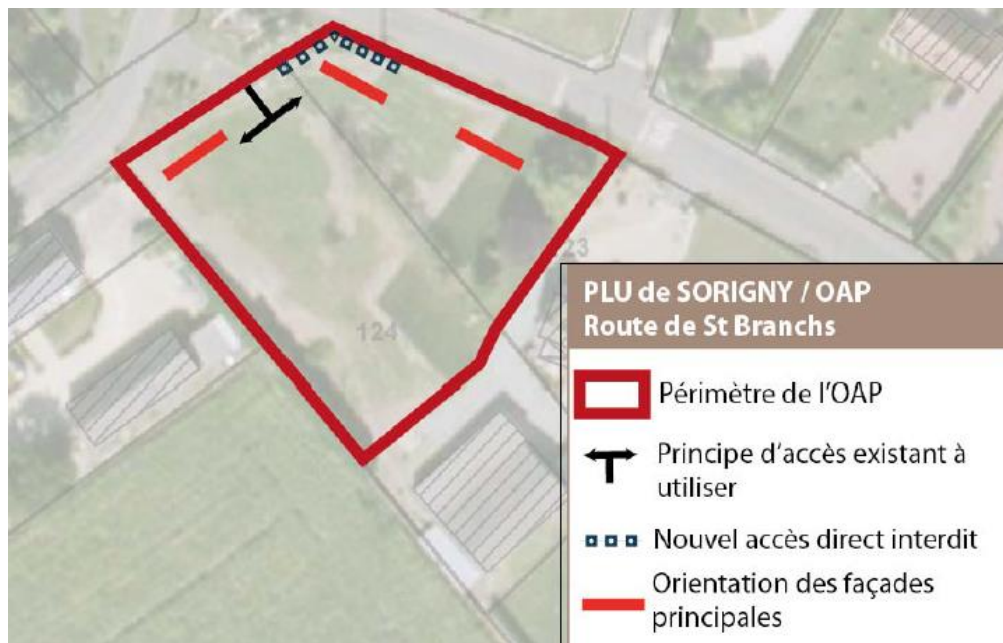 124
23
PLU de SORIGNY / OAP
Route de St Branchs
Périmètre de l'OAP
Principe d'accès existant à
utiliser
Nouvel accès direct interdit
Orientation des façades
principales